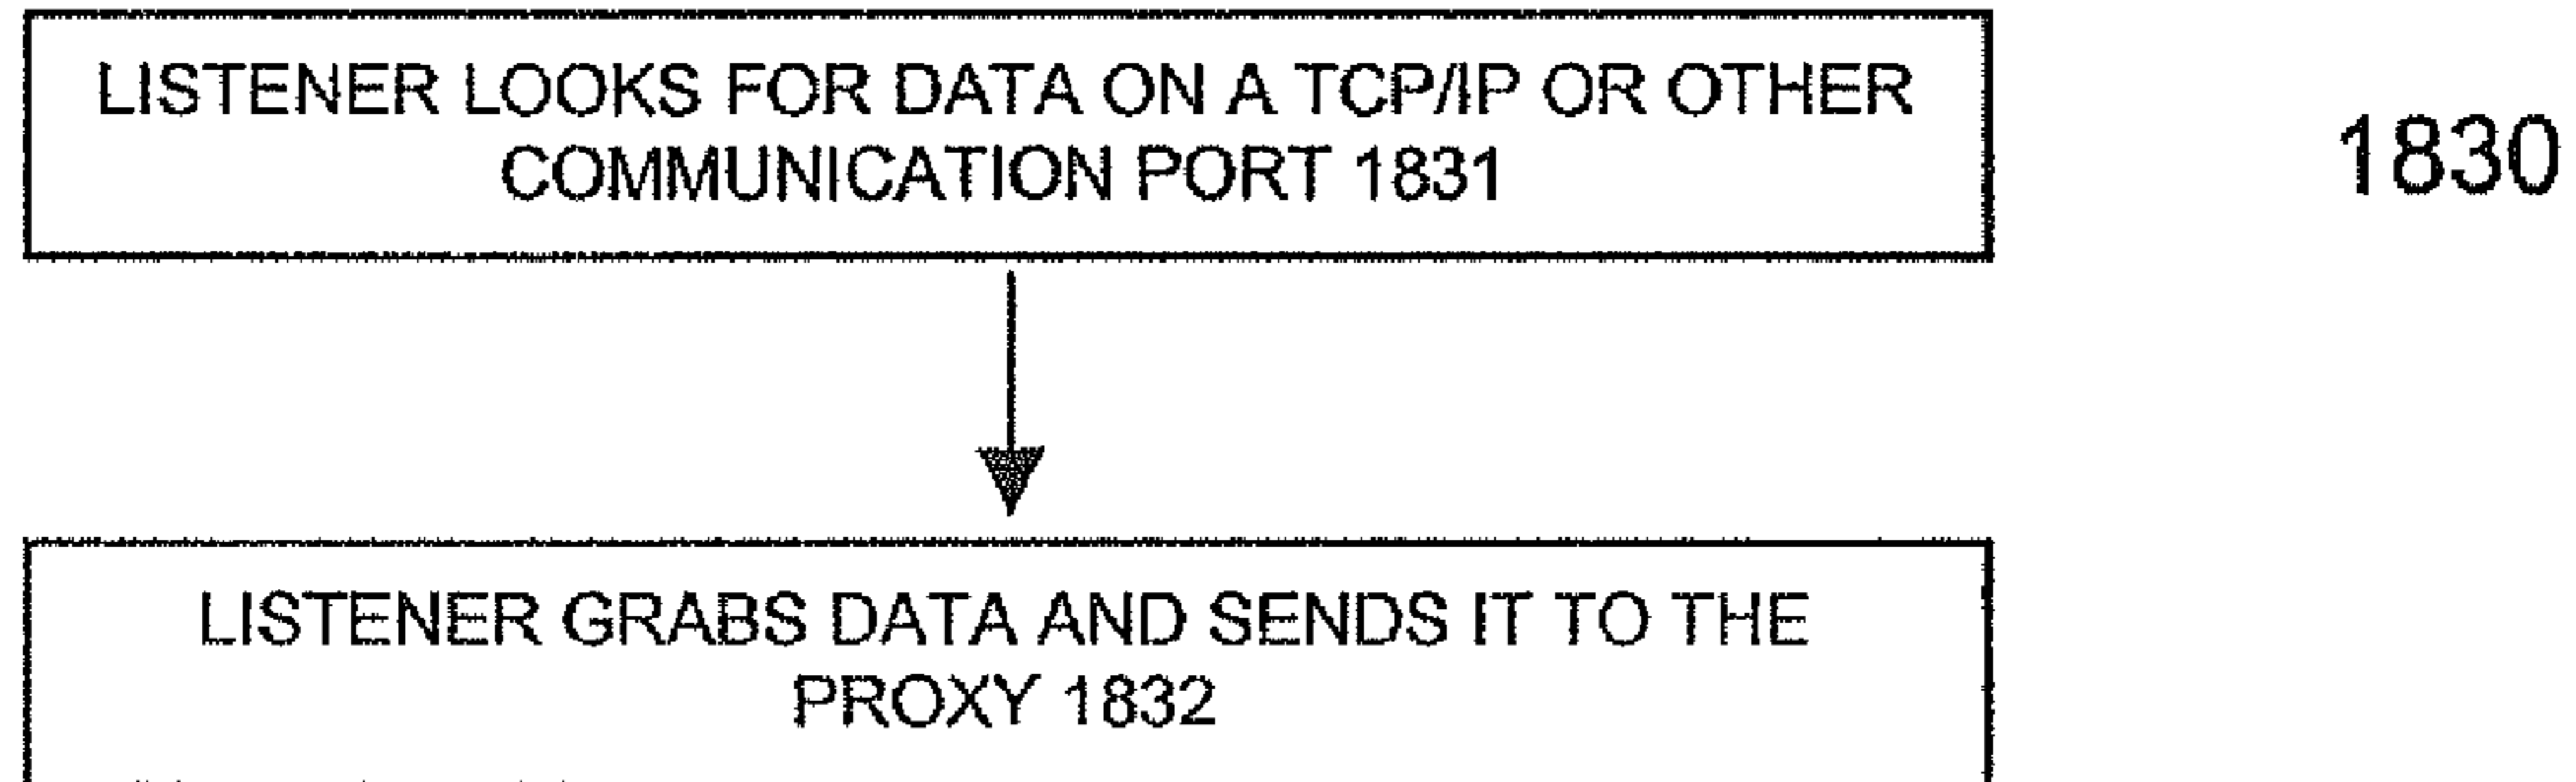 LISTENER LOOKS FOR DATA ON A TCP/IP OR OTHER
COMMUNICATION PORT 1831
1830
LISTENER GRABS DATA AND SENDS IT TO THE
PROXY 1832